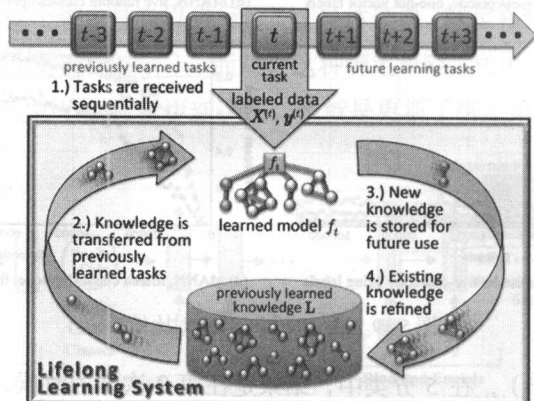 ••• t-3 t-2 t-1 t t+1 t+2 t+3 •••
previously learned tasks
current
task
future learning tasks
1.) Tasks are received
sequentially
labeled data
X(t), y(t)
ft
2.) Knowledge is
transferred from
previously
learned tasks
learned model ft
3.) New
knowledge
is stored for
future use
4.) Existing
knowledge
is refined
previously learned
knowledge L
Lifelong
Learning System